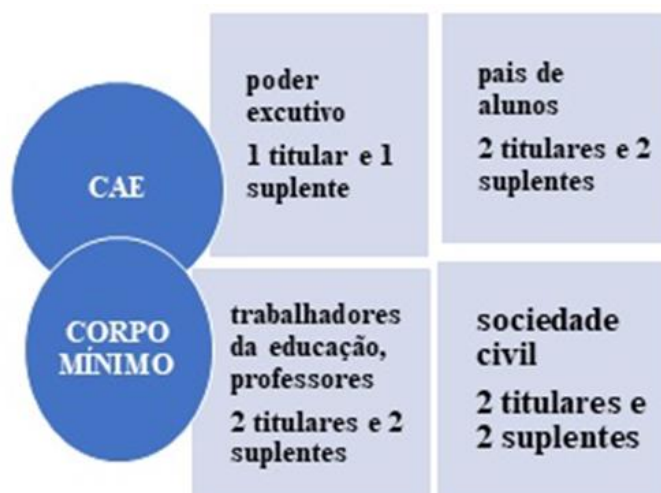 CAE
CORPO
MÍNIMO
poder
excutivo
1 titular e 1
suplente
pais de
alunos
2 titulares e 2
suplentes
trabalhadores
da educação,
professores
2 titulares e 2
suplentes
sociedade
civil
2 titulares e
2 suplentes